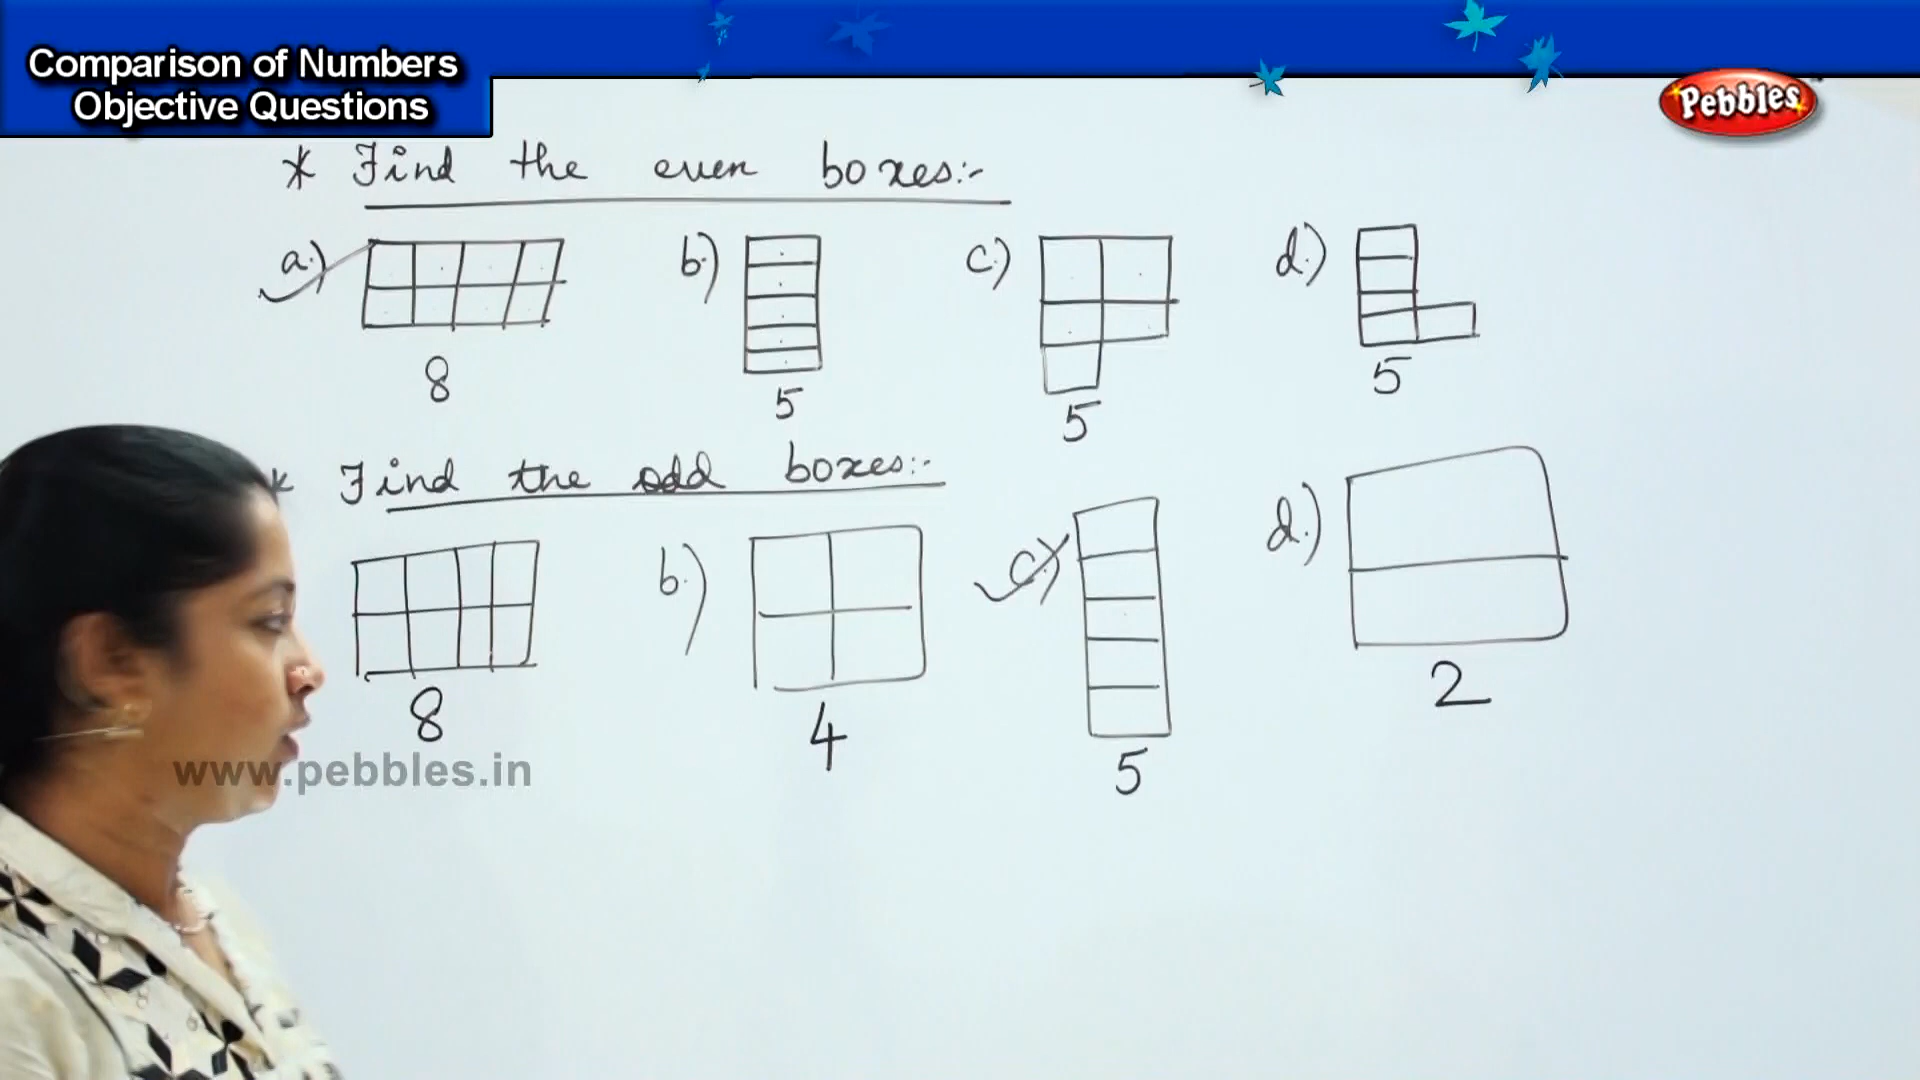 Comparison of Numbers
Objective Questions
Pebbles
* Find the even boxes:-
a.) b.) c.) d.)
8 5 5 5
* Find the odd boxes:-
b.) c.) d.)
8 4 5 2
www.pebbles.in